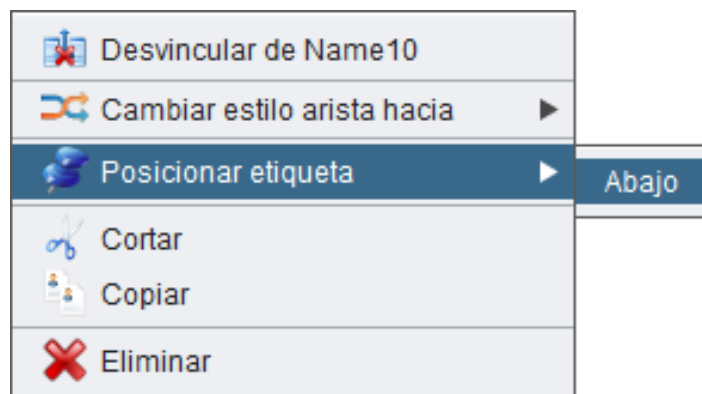 Desvincular de Name10
Cambiar estilo arista hacia
Posicionar etiqueta
Abajo
Cortar
Copiar
Eliminar